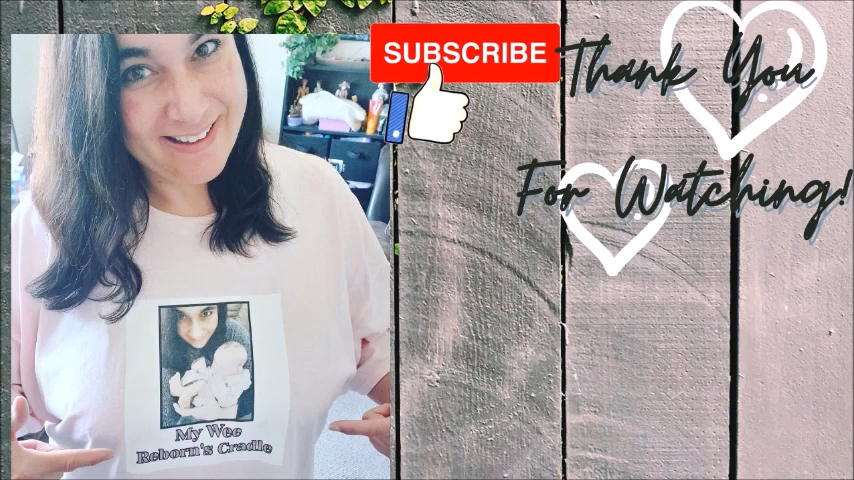 SUBSCRIBE
Thank You
For Watching!
My Wee
Reborn's Cradle